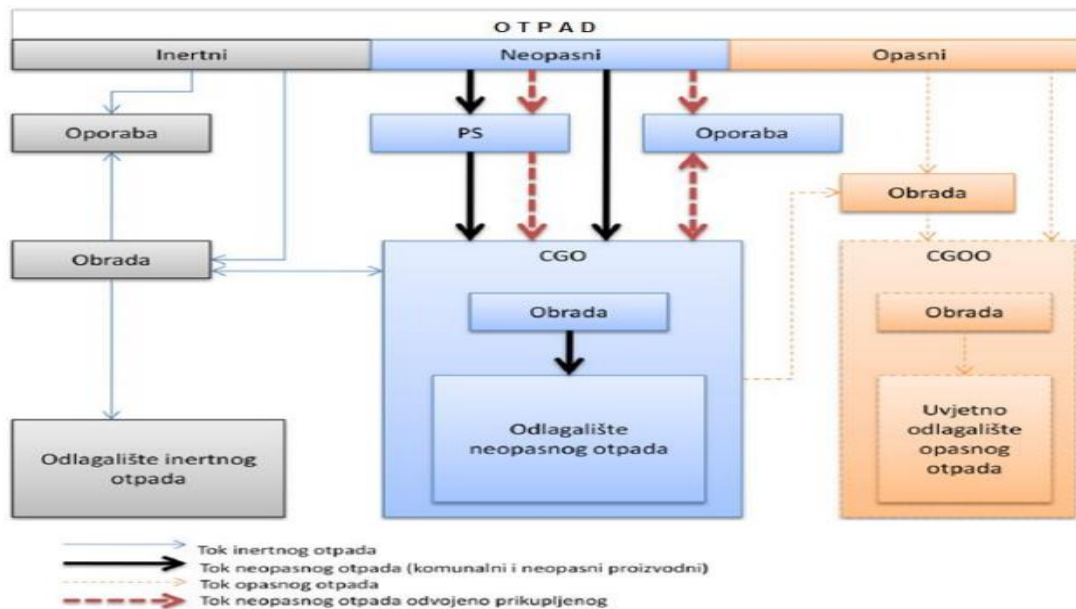 OTPAD
Inertni
Neopasni
Opasni
Oporaba
PS
Oporaba
Obrada
Obrada
CGO
CGOO
Obrada
Obrada
Odlagalište inertnog
otpada
Odlagalište
neopasnog otpada
Uvjetno
odlagalište
opasnog
otpada
Tok inertnog otpada
Tok neopasnog otpada (komunalni i neopasni proizvodni)
Tok opasnog otpada
Tok neopasnog otpada odvojeno prikupljenog